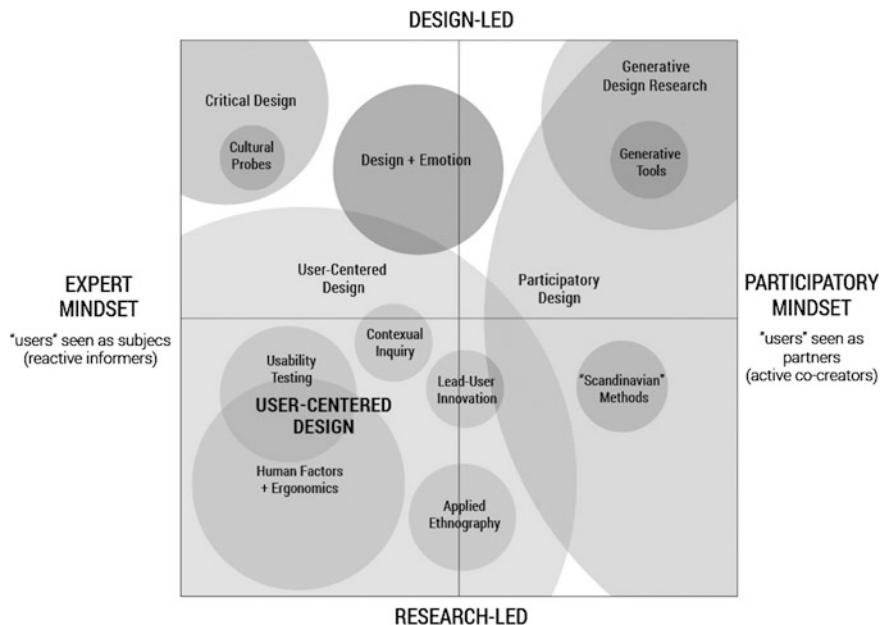 DESIGN-LED
Critical Design
Cultural
Probes
Design + Emotion
Generative
Design Research
Generative
Tools
EXPERT
MINDSET
"users" seen as subjecs
(reactive informers)
User-Centered
Design
Participatory
Design
PARTICIPATORY
MINDSET
"users" seen as
partners
(active co-creators)
Contexual
Inquiry
Usability
Testing
Lead-User
Innovation
"Scandinavian"
Methods
USER-CENTERED
DESIGN
Human Factors
+ Ergonomics
Applied
Ethnography
RESEARCH-LED